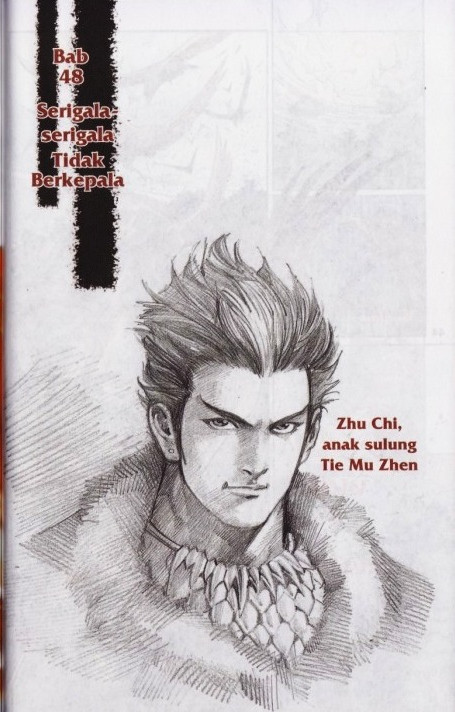 Bab
48
Serigala-
serigala
Tidak
Berkepala
Zhu Chi,
anak sulung
Tie Mu Zhen